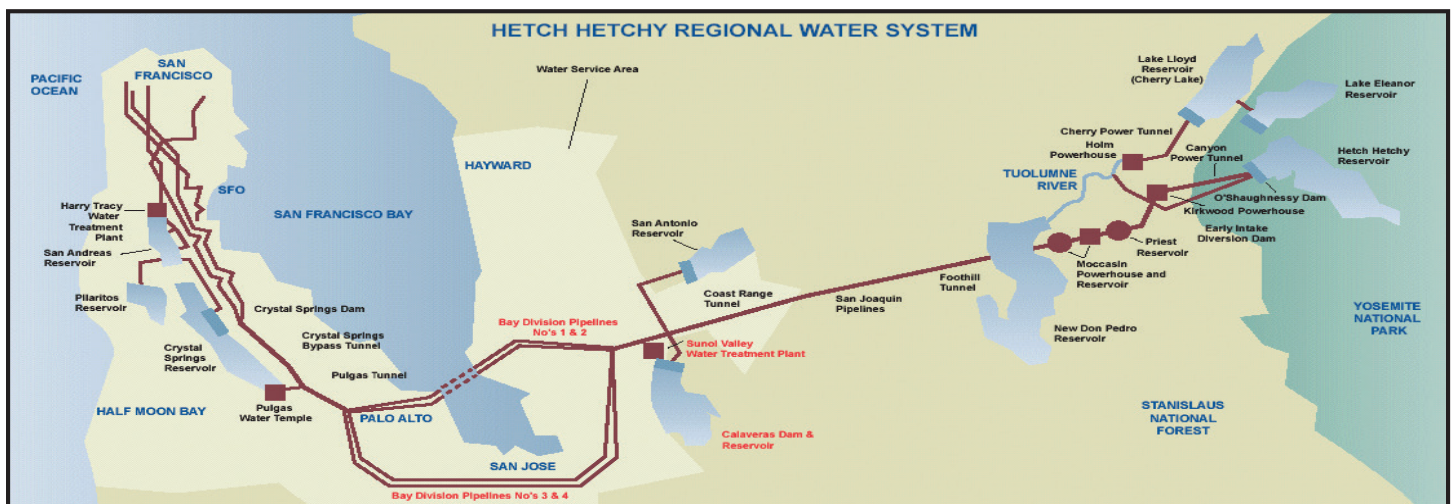 HETCH HETCHY REGIONAL WATER SYSTEM
PACIFIC
OCEAN
SAN
FRANCISCO
Water Service Area
Lake Lloyd
Reservoir
(Cherry Lake)
Lake Eleanor
Reservoir
Cherry Power Tunnel
Holm
Powerhouse
Canyon
Power Tunnel
Hetch Hetchy
Reservoir
HAYWARD
TUOLUMNE
RIVER
SFO
SAN FRANCISCO BAY
O'Shaughnessy Dam
Kirkwood Powerhouse
Early Intake
Diversion Dam
Harry Tracy
Water
Treatment
Plant
San Andreas
Reservoir
San Antonio
Reservoir
Priest
Reservoir
Moccasin
Powerhouse and
Reservoir
Foothill
Tunnel
Pilaritos
Reservoir
Coast Range
Tunnel
San Joaquin
Pipelines
Crystal Springs Dam
YOSEMITE
NATIONAL
PARK
Bay Division Pipelines
No's 1 & 2
New Don Pedro
Reservoir
Crystal Springs
Bypass Tunnel
Crystal
Springs
Reservoir
Sunol Valley
Water Treatment Plant
Pulgas Tunnel
HALF MOON BAY
Pulgas
Water Temple
PALO ALTO
STANISLAUS
NATIONAL
FOREST
Calaveras Dam &
Reservoir
SAN JOSE
Bay Division Pipelines No's 3 & 4